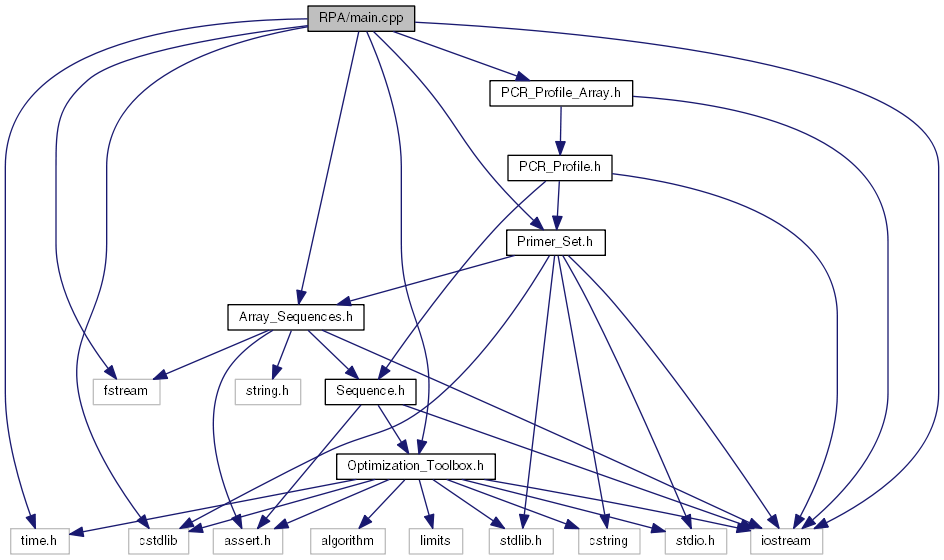 RPA/main.cpp
PCR_Profile_Array.h
PCR_Profile.h
Primer_Set.h
Array_Sequences.h
fstream
string.h
Sequence.h
Optimization_Toolbox.h
time.h
cstdlib
assert.h
algorithm
limits
stdlib.h
cstring
stdio.h
iostream